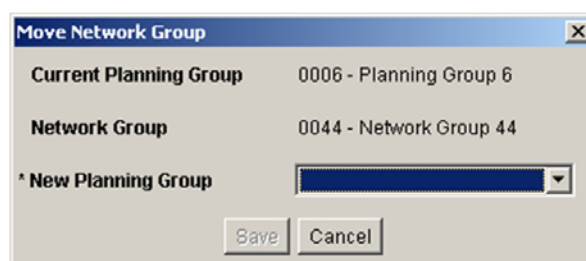 Move Network Group
Current Planning Group 0006 - Planning Group 6
Network Group 0044 - Network Group 44
* New Planning Group
Save Cancel